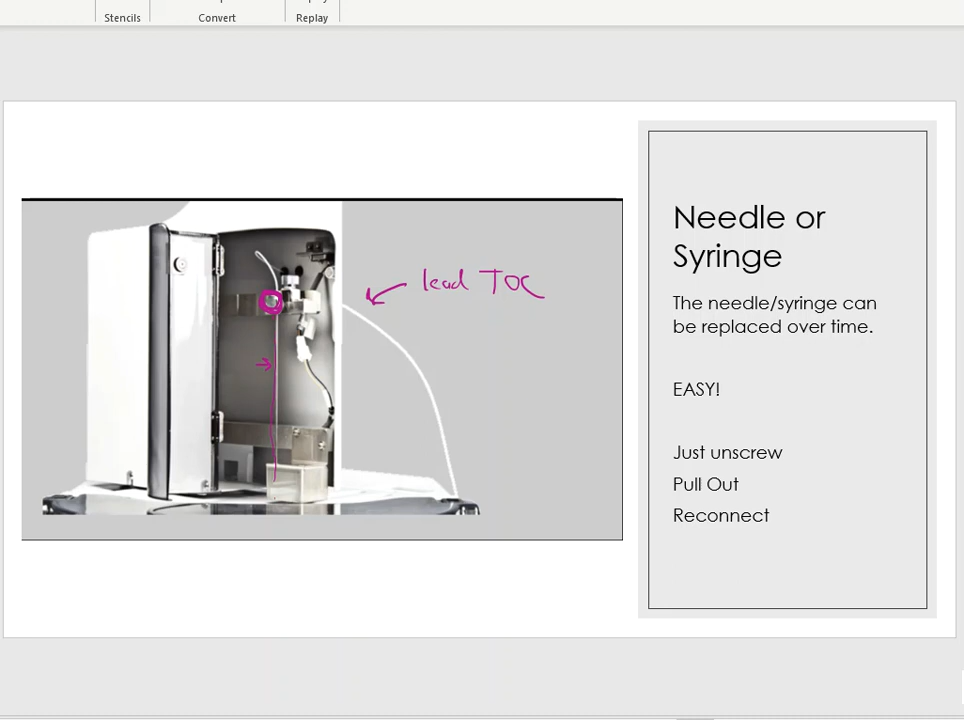 Stencils
Convert
Replay
lead TOC
Needle or
Syringe
The needle/syringe can
be replaced over time.
EASY!
Just unscrew
Pull Out
Reconnect